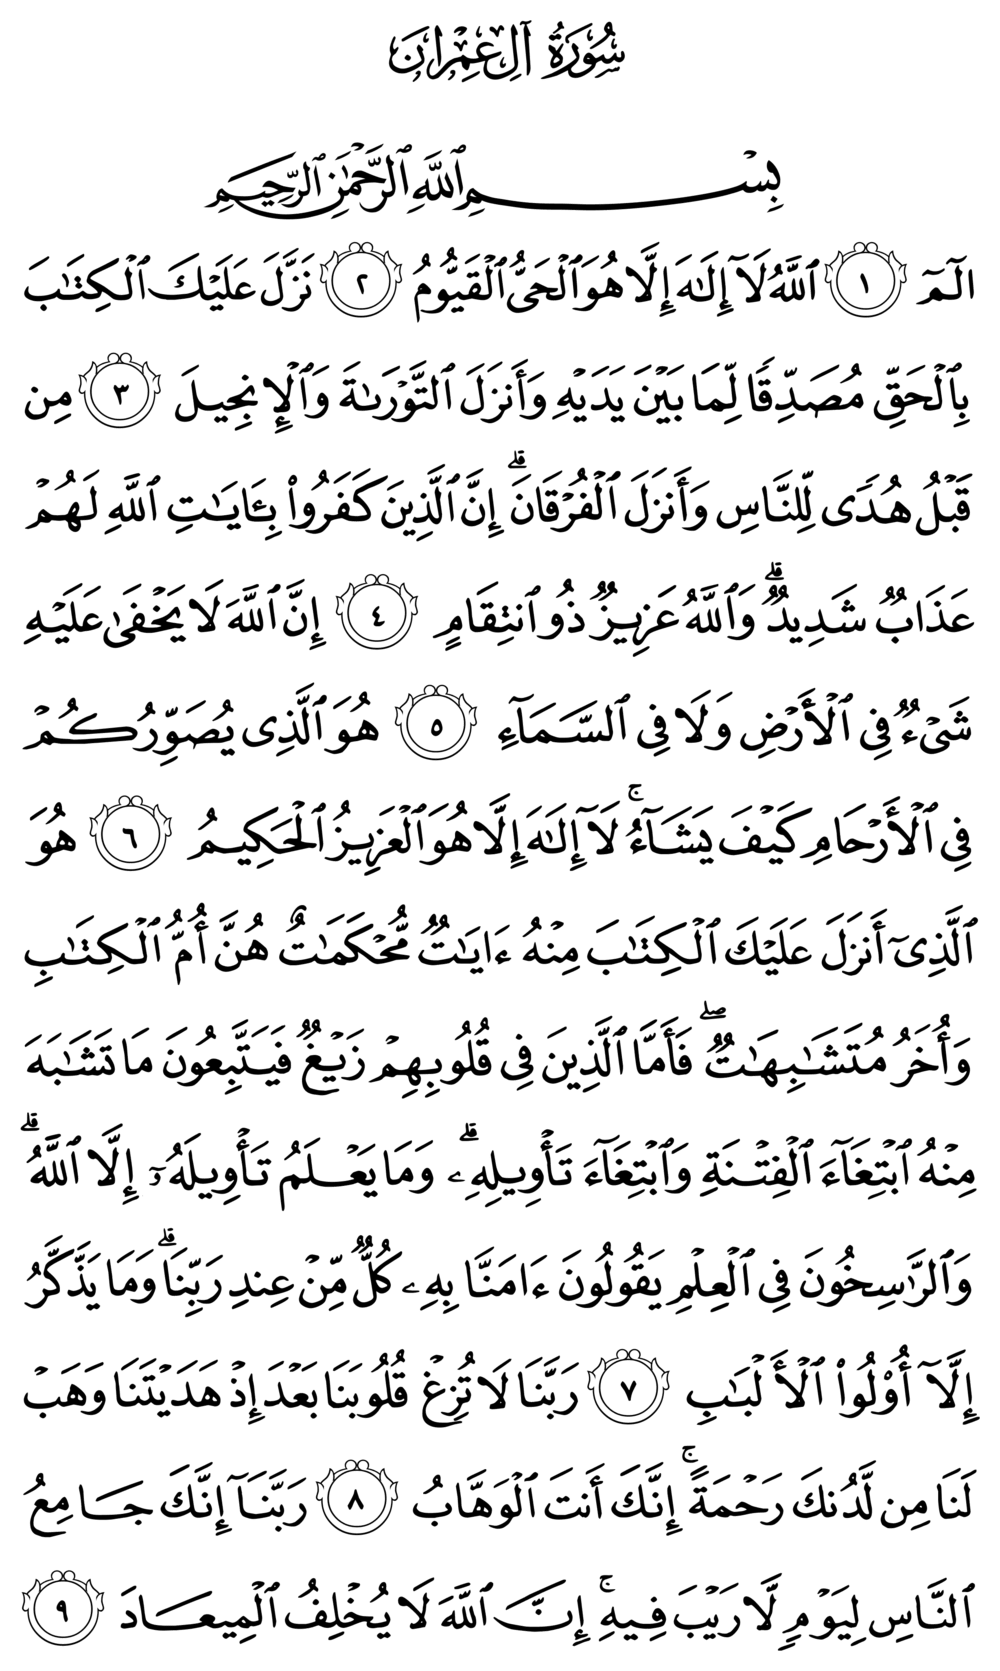 سُورَةُ آلِ عِمۡرَانَ
بِسۡمِ ٱللَّهِ ٱلرَّحۡمَٰنِ ٱلرَّحِيمِ
الٓمٓ ١ ٱللَّهُ لَآ إِلَٰهَ إِلَّا هُوَ ٱلۡحَيُّ ٱلۡقَيُّومُ ٢ نَزَّلَ عَلَيۡكَ ٱلۡكِتَٰبَ
بِٱلۡحَقِّ مُصَدِّقٗا لِّمَا بَيۡنَ يَدَيۡهِ وَأَنزَلَ ٱلتَّوۡرَىٰةَ وَٱلۡإِنجِيلَ ٣ مِن
قَبۡلُ هُدٗى لِّلنَّاسِ وَأَنزَلَ ٱلۡفُرۡقَانَۗ إِنَّ ٱلَّذِينَ كَفَرُواْ بِـَٔايَٰتِ ٱللَّهِ لَهُمۡ
عَذَابٞ شَدِيدٞۗ وَٱللَّهُ عَزِيزٞ ذُو ٱنتِقَامٍ ٤ إِنَّ ٱللَّهَ لَا يَخۡفَىٰ عَلَيۡهِ
شَيۡءٞ فِي ٱلۡأَرۡضِ وَلَا فِي ٱلسَّمَآءِ ٥ هُوَ ٱلَّذِي يُصَوِّرُكُمۡ
فِي ٱلۡأَرۡحَامِ كَيۡفَ يَشَآءُۚ لَآ إِلَٰهَ إِلَّا هُوَ ٱلۡعَزِيزُ ٱلۡحَكِيمُ ٦ هُوَ
ٱلَّذِيٓ أَنزَلَ عَلَيۡكَ ٱلۡكِتَٰبَ مِنۡهُ ءَايَٰتٞ مُّحۡكَمَٰتٌ هُنَّ أُمُّ ٱلۡكِتَٰبِ
وَأُخَرُ مُتَشَٰبِهَٰتٞۖ فَأَمَّا ٱلَّذِينَ فِي قُلُوبِهِمۡ زَيۡغٞ فَيَتَّبِعُونَ مَا تَشَٰبَهَ
مِنۡهُ ٱبۡتِغَآءَ ٱلۡفِتۡنَةِ وَٱبۡتِغَآءَ تَأۡوِيلِهِۦۗ وَمَا يَعۡلَمُ تَأۡوِيلَهُۥٓ إِلَّا ٱللَّهُۗ
وَٱلرَّٰسِخُونَ فِي ٱلۡعِلۡمِ يَقُولُونَ ءَامَنَّا بِهِۦ كُلّٞ مِّنۡ عِندِ رَبِّنَاۗ وَمَا يَذَّكَّرُ
إِلَّآ أُوْلُواْ ٱلۡأَلۡبَٰبِ ٧ رَبَّنَا لَا تُزِغۡ قُلُوبَنَا بَعۡدَ إِذۡ هَدَيۡتَنَا وَهَبۡ
لَنَا مِن لَّدُنكَ رَحۡمَةًۚ إِنَّكَ أَنتَ ٱلۡوَهَّابُ ٨ رَبَّنَآ إِنَّكَ جَامِعُ
ٱلنَّاسِ لِيَوۡمٖ لَّا رَيۡبَ فِيهِۚ إِنَّ ٱللَّهَ لَا يُخۡلِفُ ٱلۡمِيعَادَ ٩